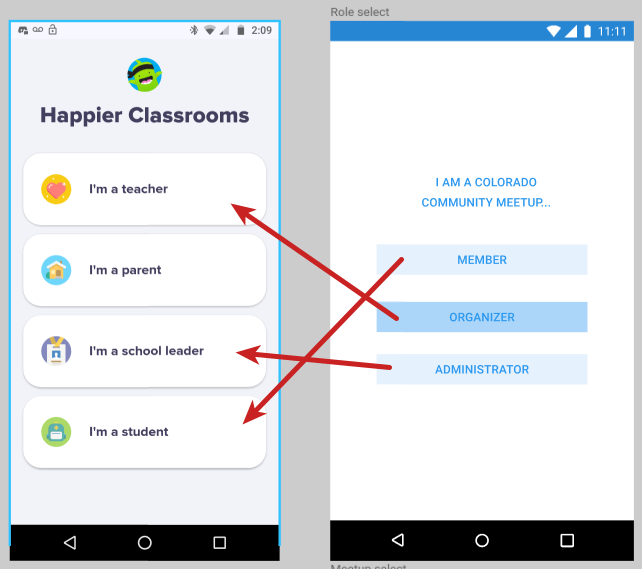 Role select
2:09
Happier Classrooms
I'm a teacher
I'm a parent
I'm a school leader
I'm a student
11:11
I AM A COLORADO
COMMUNITY MEETUP...
MEMBER
ORGANIZER
ADMINISTRATOR
Meetup select